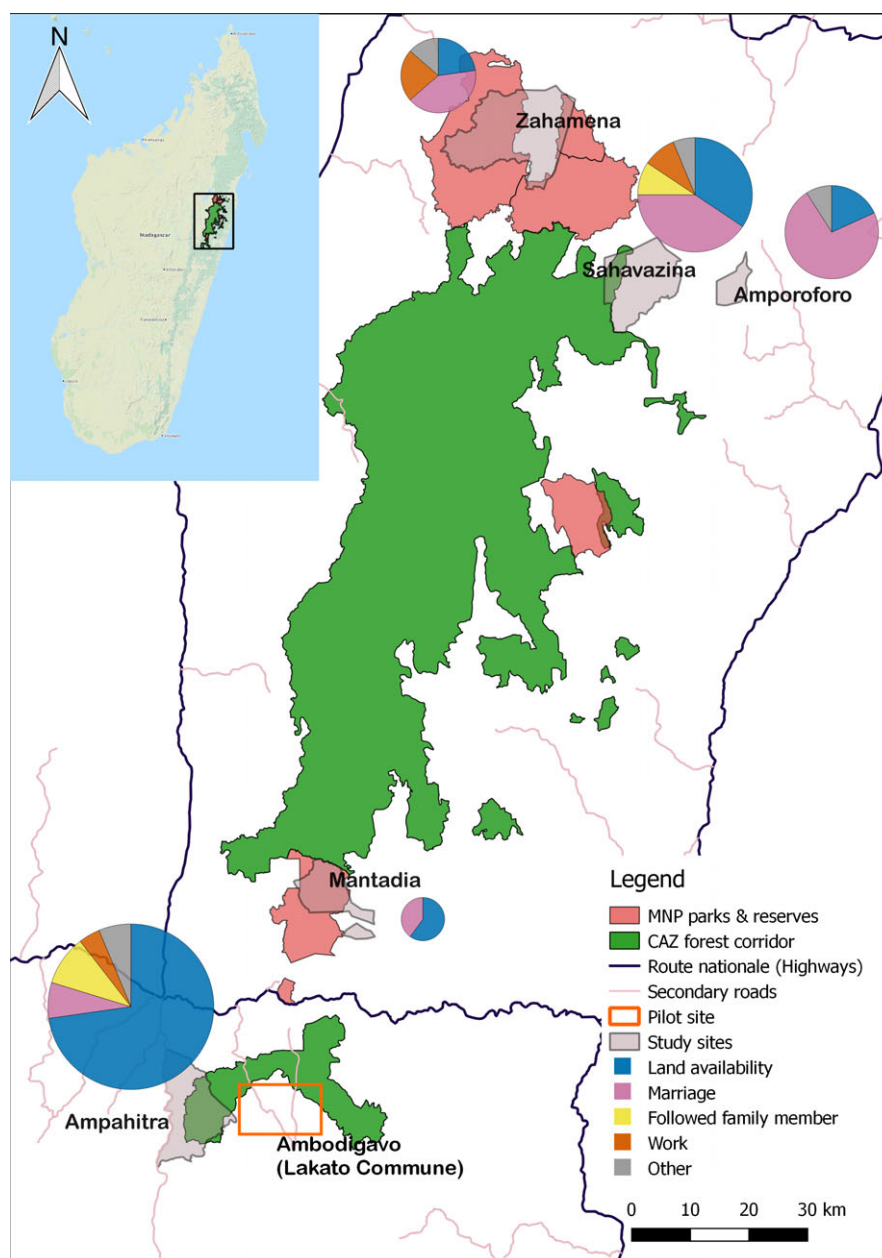 N
Madagascar
Zahamena
Sahavazina
Amporoforo
Mantadia
Ampahitra
Ambodigavo
(Lakato Commune)
Legend
MNP parks & reserves
CAZ forest corridor
Route nationale (Highways)
Secondary roads
Pilot site
Study sites
Land availability
Marriage
Followed family member
Work
Other
0 10 20 30 km